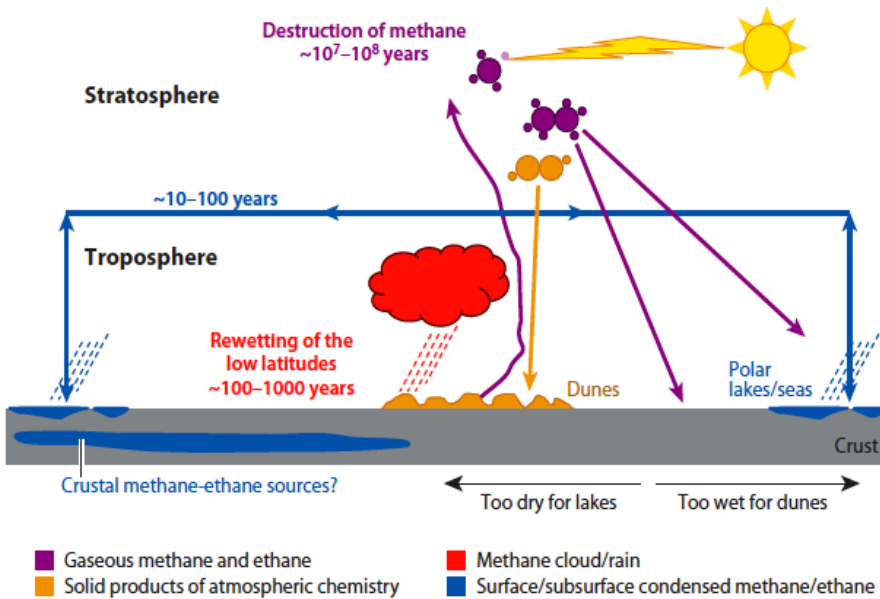 Destruction of methane
~10⁷–10⁸ years
Stratosphere
~10–100 years
Troposphere
Rewetting of the
low latitudes
~100–1000 years
Dunes
Polar
lakes/seas
Crust
Crustal methane-ethane sources?
Too dry for lakes
Too wet for dunes
Gaseous methane and ethane
Methane cloud/rain
Solid products of atmospheric chemistry
Surface/subsurface condensed methane/ethane